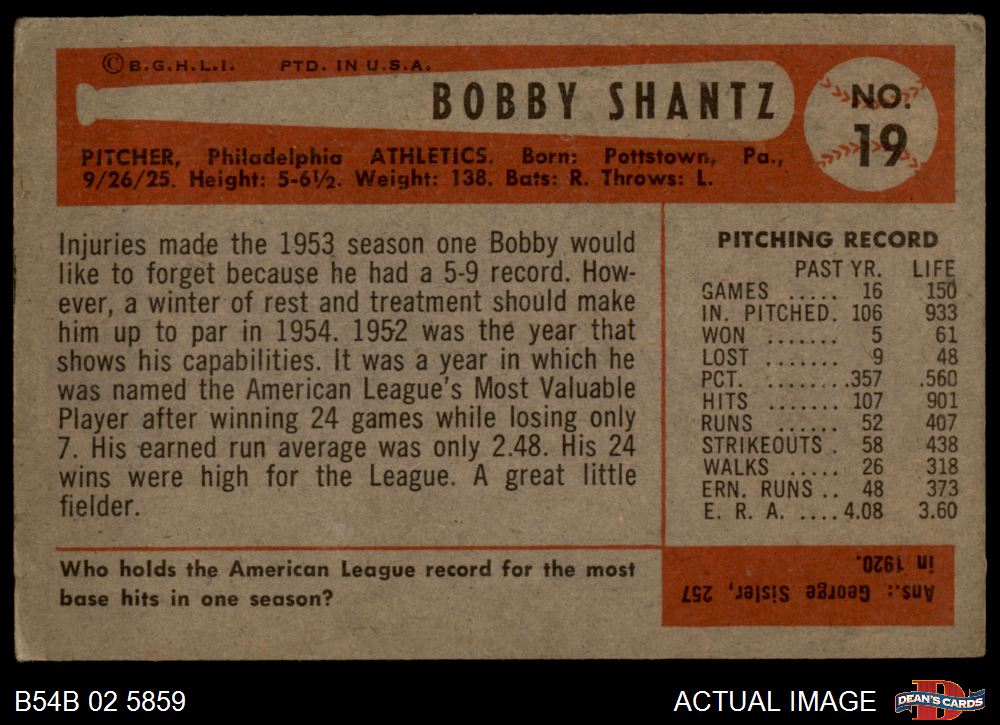 © B.G.H.L.I. PTD. IN U.S.A.
BOBBY SHANTZ
NO.
19
PITCHER, Philadelphia ATHLETICS. Born: Pottstown, Pa.,
9/26/25. Height: 5-6½. Weight: 138. Bats: R. Throws: L.
Injuries made the 1953 season one Bobby would
like to forget because he had a 5-9 record. How-
ever, a winter of rest and treatment should make
him up to par in 1954. 1952 was the year that
shows his capabilities. It was a year in which he
was named the American League's Most Valuable
Player after winning 24 games while losing only
7. His earned run average was only 2.48. His 24
wins were high for the League. A great little
fielder.
PITCHING RECORD
PAST YR. LIFE
GAMES ..... 16 150
IN. PITCHED. 106 933
WON ....... 5 61
LOST ....... 9 48
PCT. ........ .357 .560
HITS ....... 107 901
RUNS ...... 52 407
STRIKEOUTS . 58 438
WALKS ..... 26 318
ERN. RUNS .. 48 373
E. R. A. .... 4.08 3.60
Who holds the American League record for the most
base hits in one season?
Ans.: George Sisler, 257
in 1920.
B54B 02 5859
ACTUAL IMAGE
D
DEAN'S CARDS